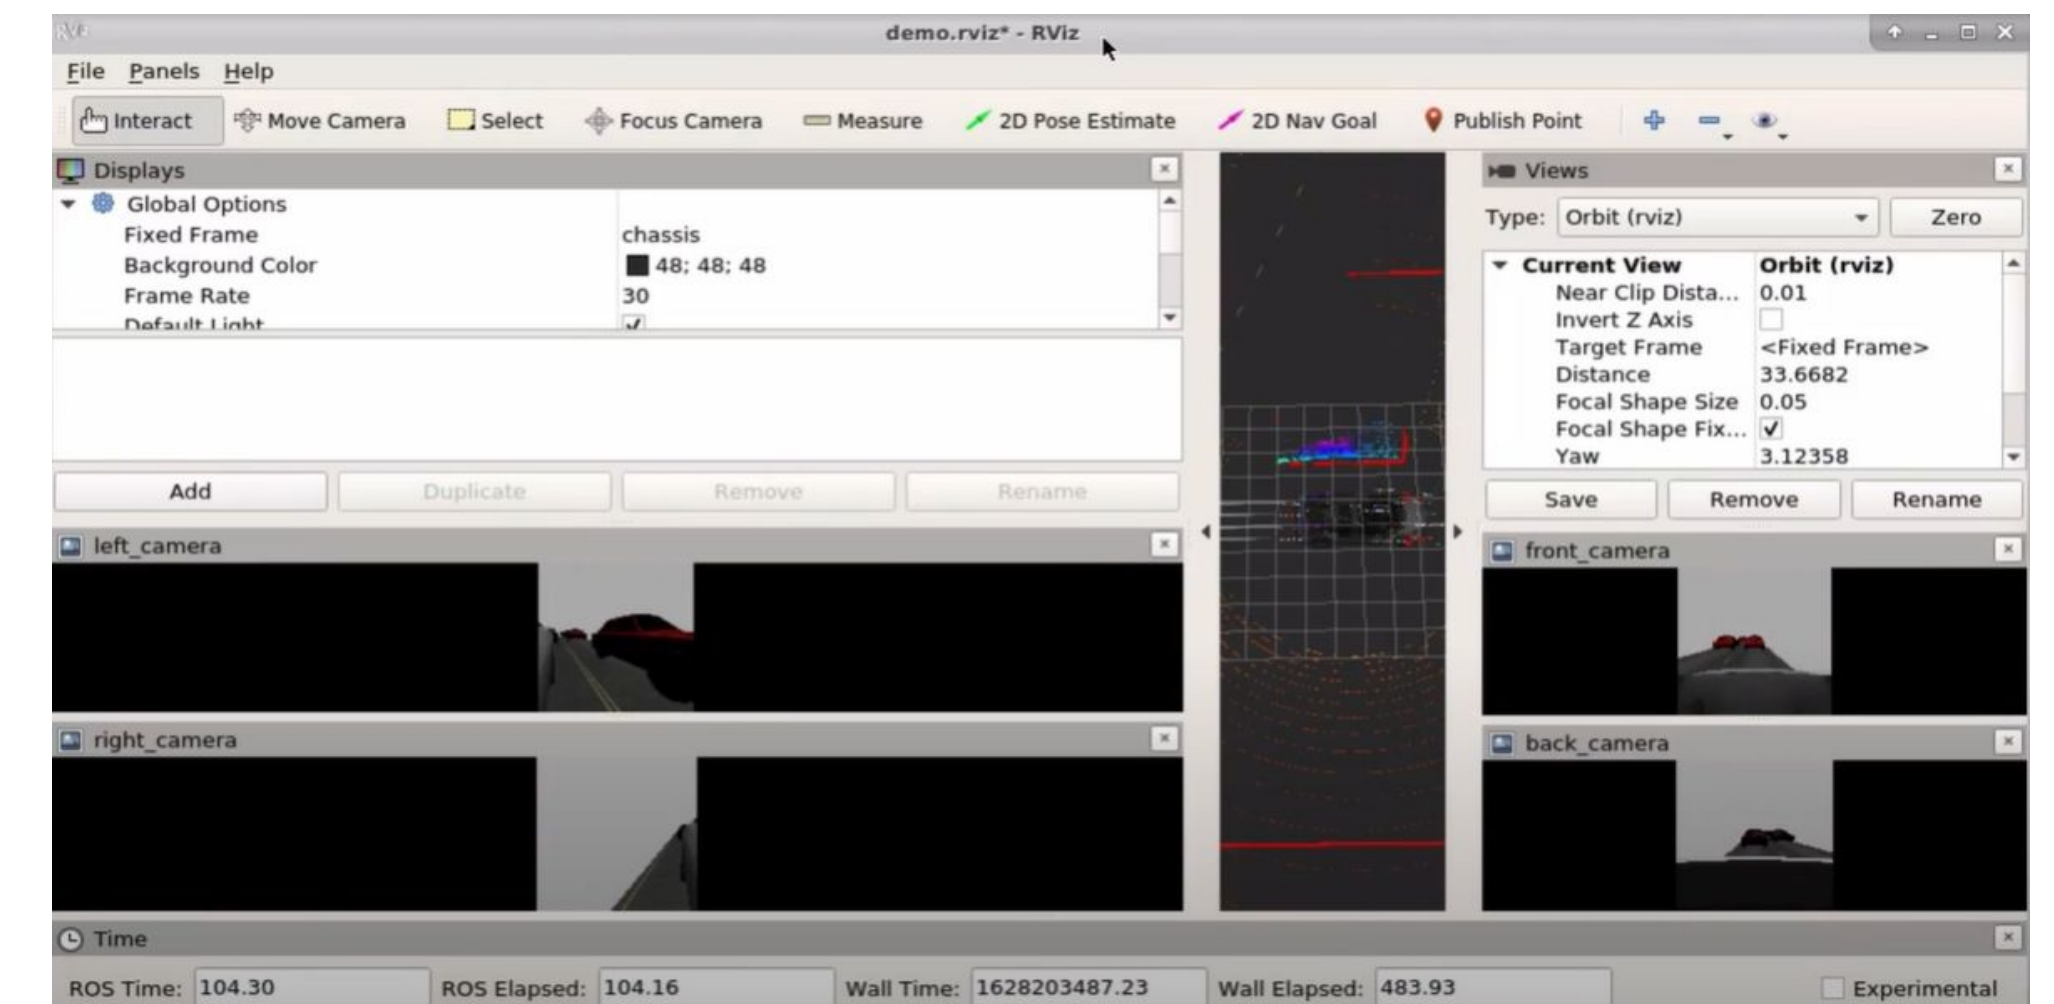 demo.rviz* - RViz
File Panels Help
Interact Move Camera Select Focus Camera Measure 2D Pose Estimate 2D Nav Goal Publish Point
Displays
Global Options
Fixed Frame chassis
Background Color 48; 48; 48
Frame Rate 30
Default Light
Add Duplicate Remove Rename
left_camera
right_camera
Views
Type: Orbit (rviz) Zero
Current View Orbit (rviz)
Near Clip Dista... 0.01
Invert Z Axis
Target Frame <Fixed Frame>
Distance 33.6682
Focal Shape Size 0.05
Focal Shape Fix...
Yaw 3.12358
Save Remove Rename
front_camera
back_camera
Time
ROS Time: 104.30 ROS Elapsed: 104.16 Wall Time: 1628203487.23 Wall Elapsed: 483.93 Experimental